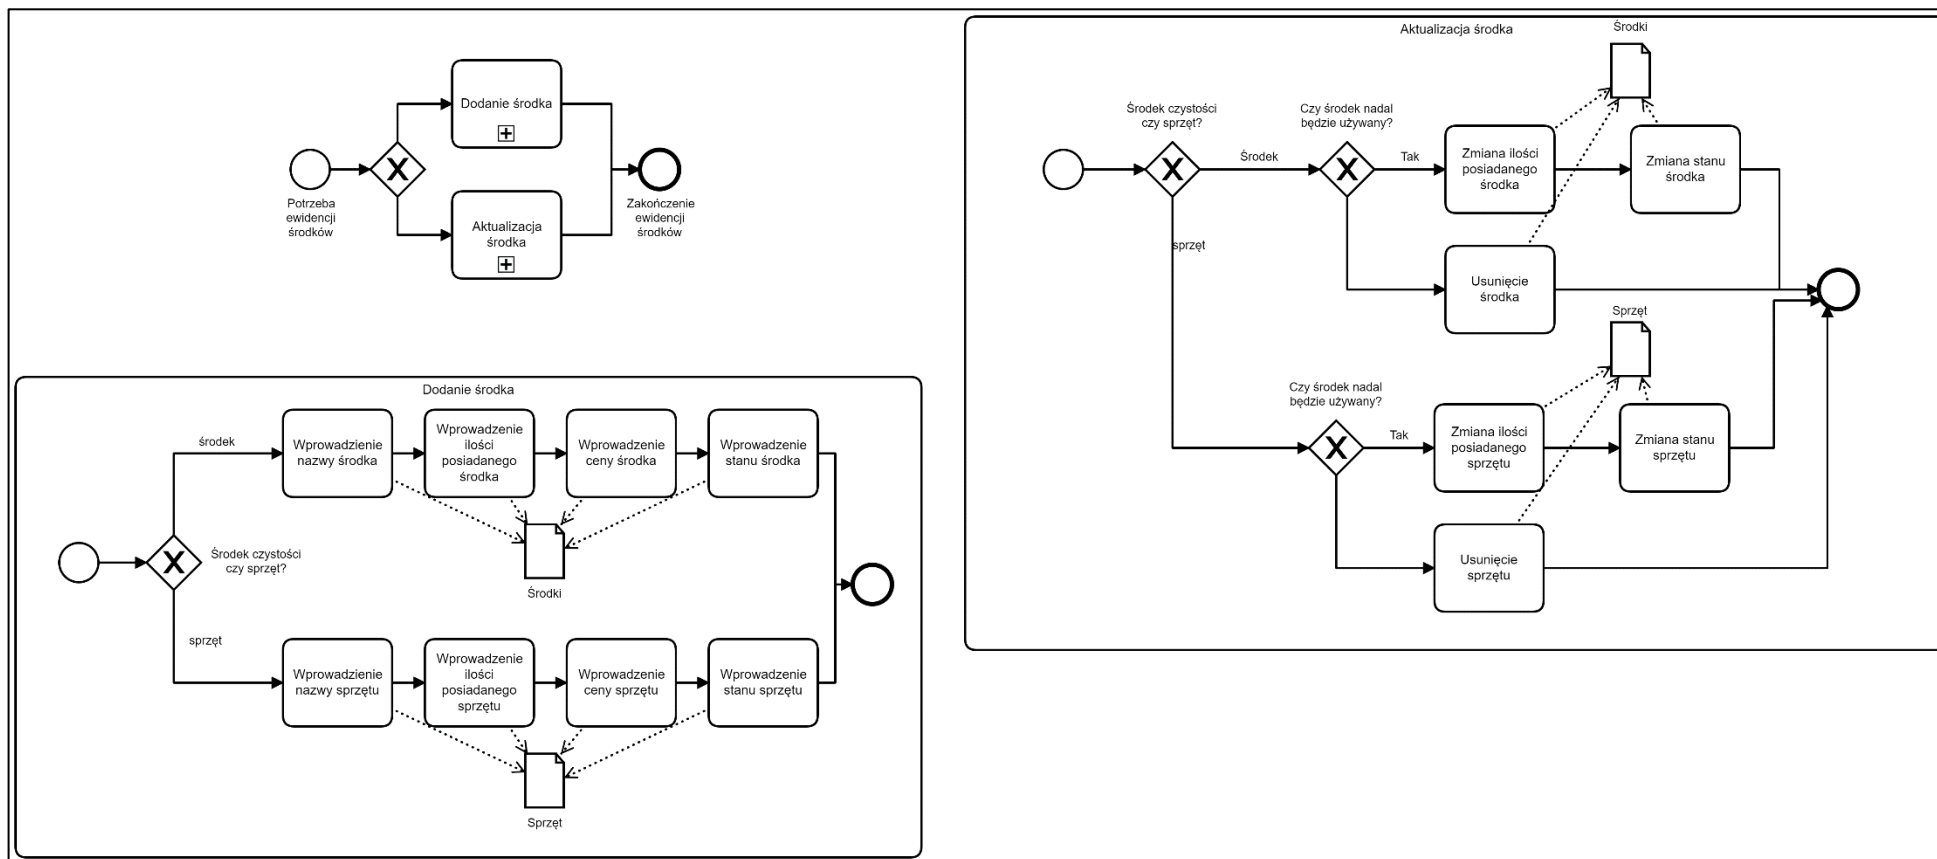 Dodanie środka
Potrzeba
ewidencji
środków
Aktualizacja
środka
Zakończenie
ewidencji
środków
Aktualizacja środka
Środki
Środek czystości
czy sprzęt?
Czy środek nadal
będzie używany?
Środek
Tak
Zmiana ilości
posiadanego
środka
Zmiana stanu
środka
sprzęt
Usunięcie
środka
Sprzęt
Czy środek nadal
będzie używany?
Tak
Zmiana ilości
posiadanego
sprzętu
Zmiana stanu
sprzętu
Usunięcie
sprzętu
Dodanie środka
środek
Wprowadzienie
nazwy środka
Wprowadzenie
ilości
posiadanego
środka
Wprowadzenie
ceny środka
Wprowadzenie
stanu środka
Środek czystości
czy sprzęt?
Środki
sprzęt
Wprowadzienie
nazwy sprzętu
Wprowadzenie
ilości
posiadanego
sprzętu
Wprowadzenie
ceny sprzętu
Wprowadzenie
stanu sprzętu
Sprzęt